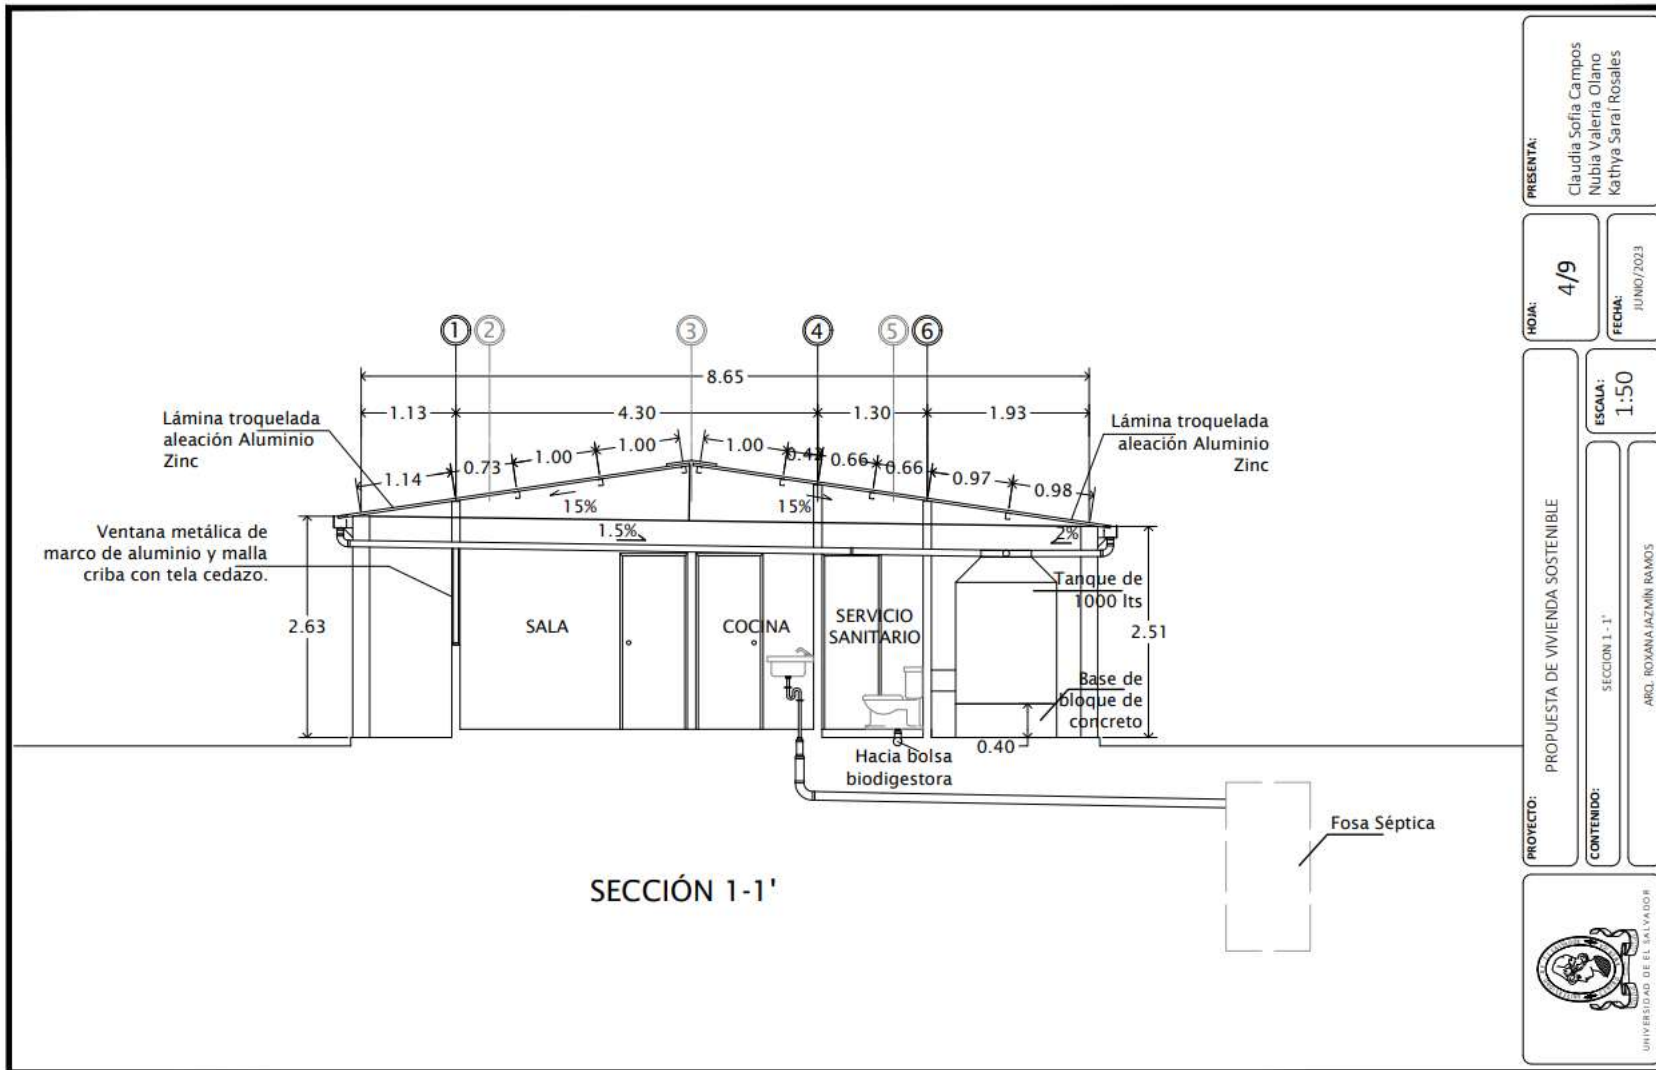 1
2
3
4
5
6
8.65
1.13
4.30
1.30
1.93
Lámina troquelada
aleación Aluminio
Zinc
Lámina troquelada
aleación Aluminio
Zinc
1.14
0.73
1.00
1.00
1.00
0.66
0.66
0.97
0.98
15%
15%
1.5%
2%
Ventana metálica de
marco de aluminio y malla
criba con tela cedazo.
Tanque de
1000 lts
2.63
SALA
COCINA
SERVICIO
SANITARIO
2.51
Base de
bloque de
concreto
0.40
Hacia bolsa
biodigestora
Fosa Séptica
SECCIÓN 1-1'
PRESENTA:
Claudia Sofia Campos
Nubia Valeria Olano
Kathya Saraí Rosales
HOJA:
4/9
FECHA:
JUNIO/2023
PROYECTO:
PROPUESTA DE VIVIENDA SOSTENIBLE
ESCALA:
1:50
CONTENIDO:
SECCION 1-1'
ARQ. ROXANA JAZMÍN RAMOS
UNIVERSIDAD DE EL SALVADOR